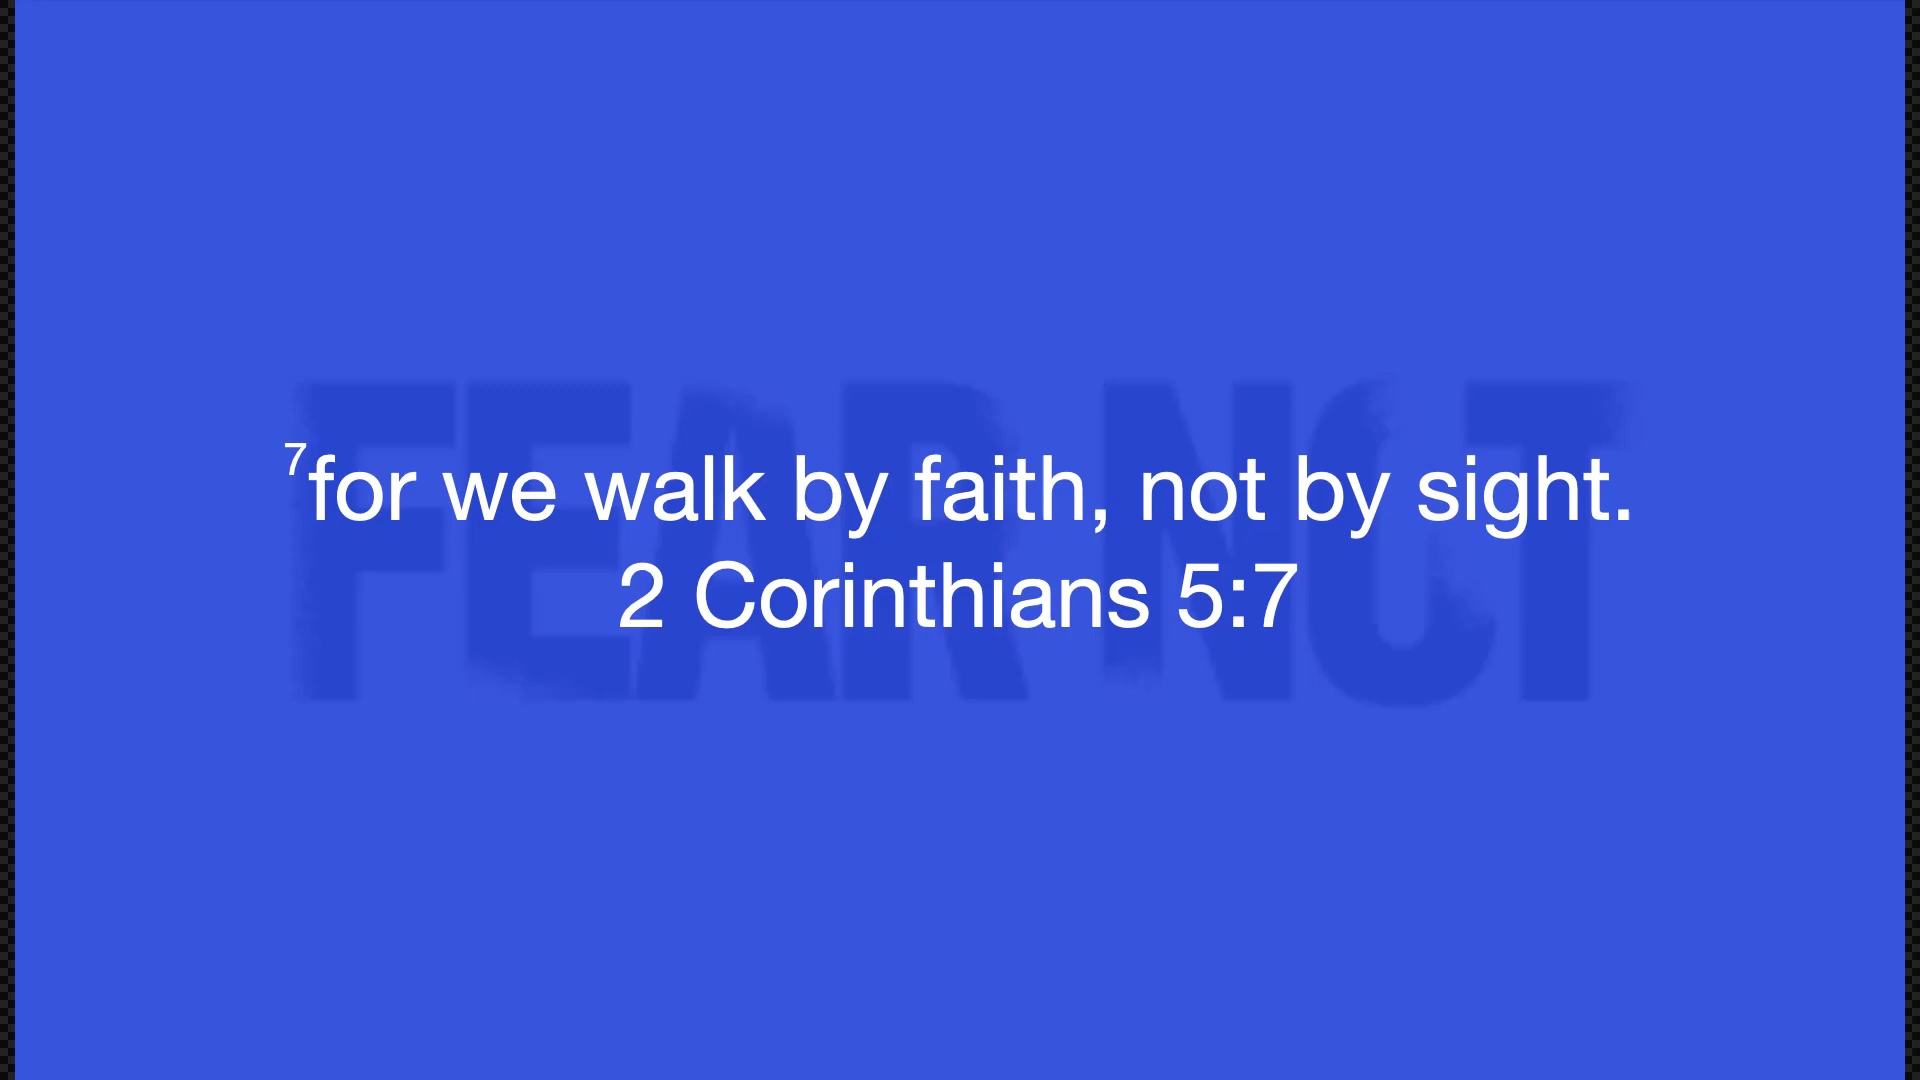 FEAR NOT
⁷for we walk by faith, not by sight.
2 Corinthians 5:7